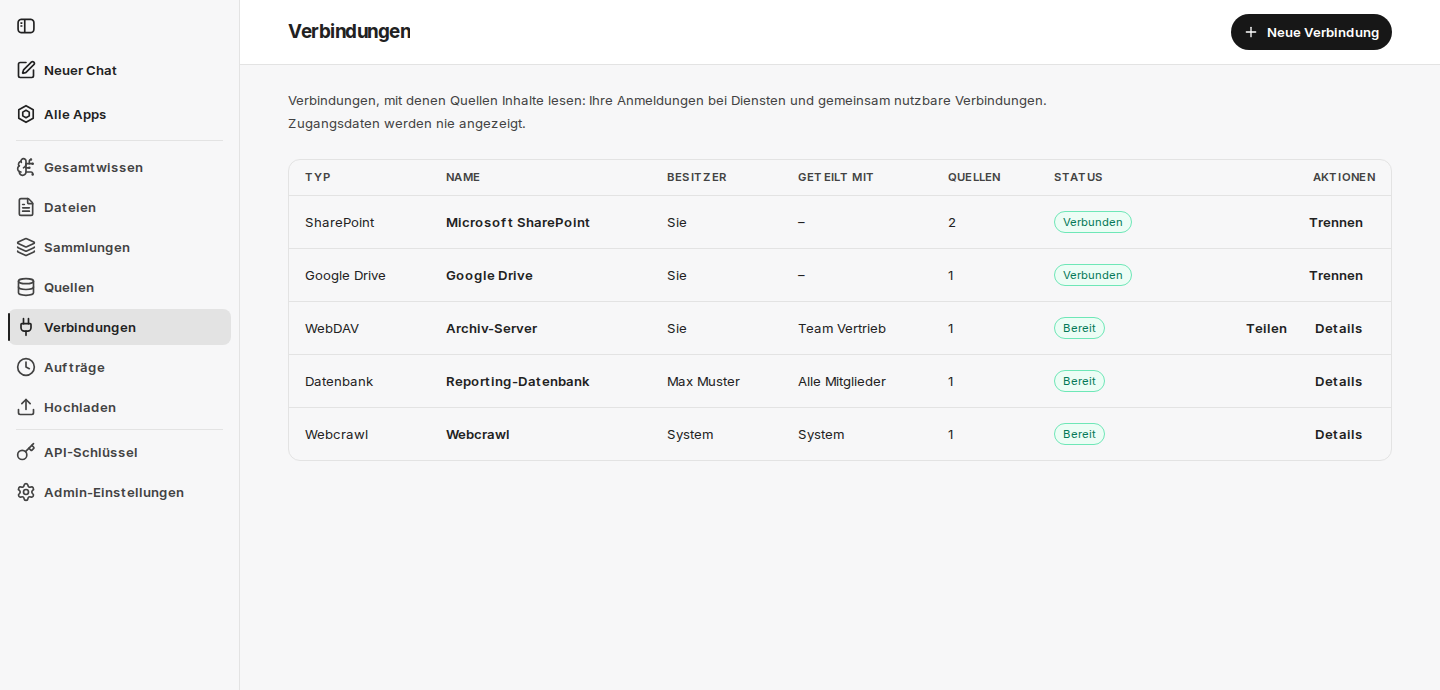 Verbindungen
Neue Verbindung
Neuer Chat
Alle Apps
Gesamtwissen
Dateien
Sammlungen
Quellen
Verbindungen
Aufträge
Hochladen
API-Schlüssel
Admin-Einstellungen
Verbindungen, mit denen Quellen Inhalte lesen: Ihre Anmeldungen bei Diensten und gemeinsam nutzbare Verbindungen.
Zugangsdaten werden nie angezeigt.
TYP NAME BESITZER GETEILT MIT QUELLEN STATUS AKTIONEN
SharePoint Microsoft SharePoint Sie – 2 Verbunden Trennen
Google Drive Google Drive Sie – 1 Verbunden Trennen
WebDAV Archiv-Server Sie Team Vertrieb 1 Bereit Teilen Details
Datenbank Reporting-Datenbank Max Muster Alle Mitglieder 1 Bereit Details
Webcrawl Webcrawl System System 1 Bereit Details